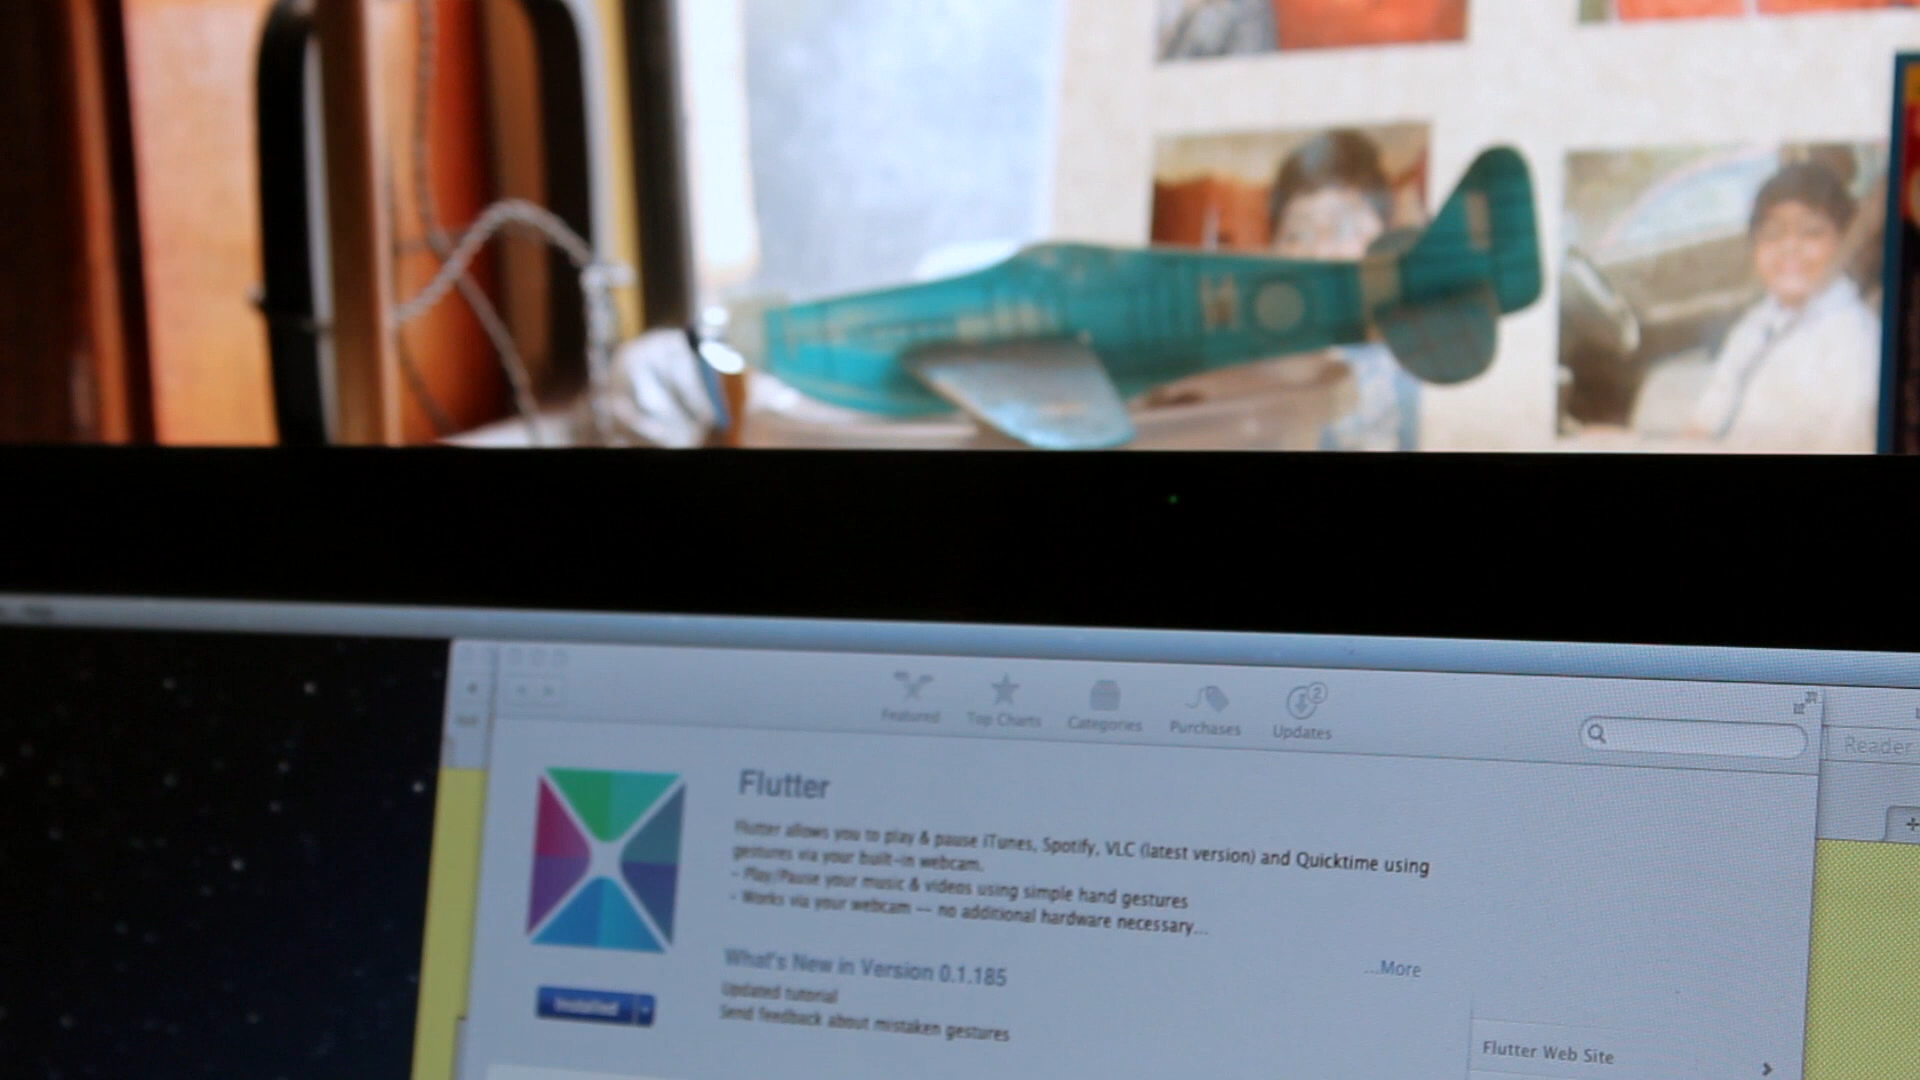 Featured
Top Charts
Categories
Purchases
Updates
2
Reader
Flutter
Flutter allows you to play & pause iTunes, Spotify, VLC (latest version) and Quicktime using
gestures via your built-in webcam.
- Play/Pause your music & videos using simple hand gestures
- Works via your webcam -- no additional hardware necessary...
...More
What's New in Version 0.1.185
Updated tutorial
Send feedback about mistaken gestures
Installed
Flutter Web Site